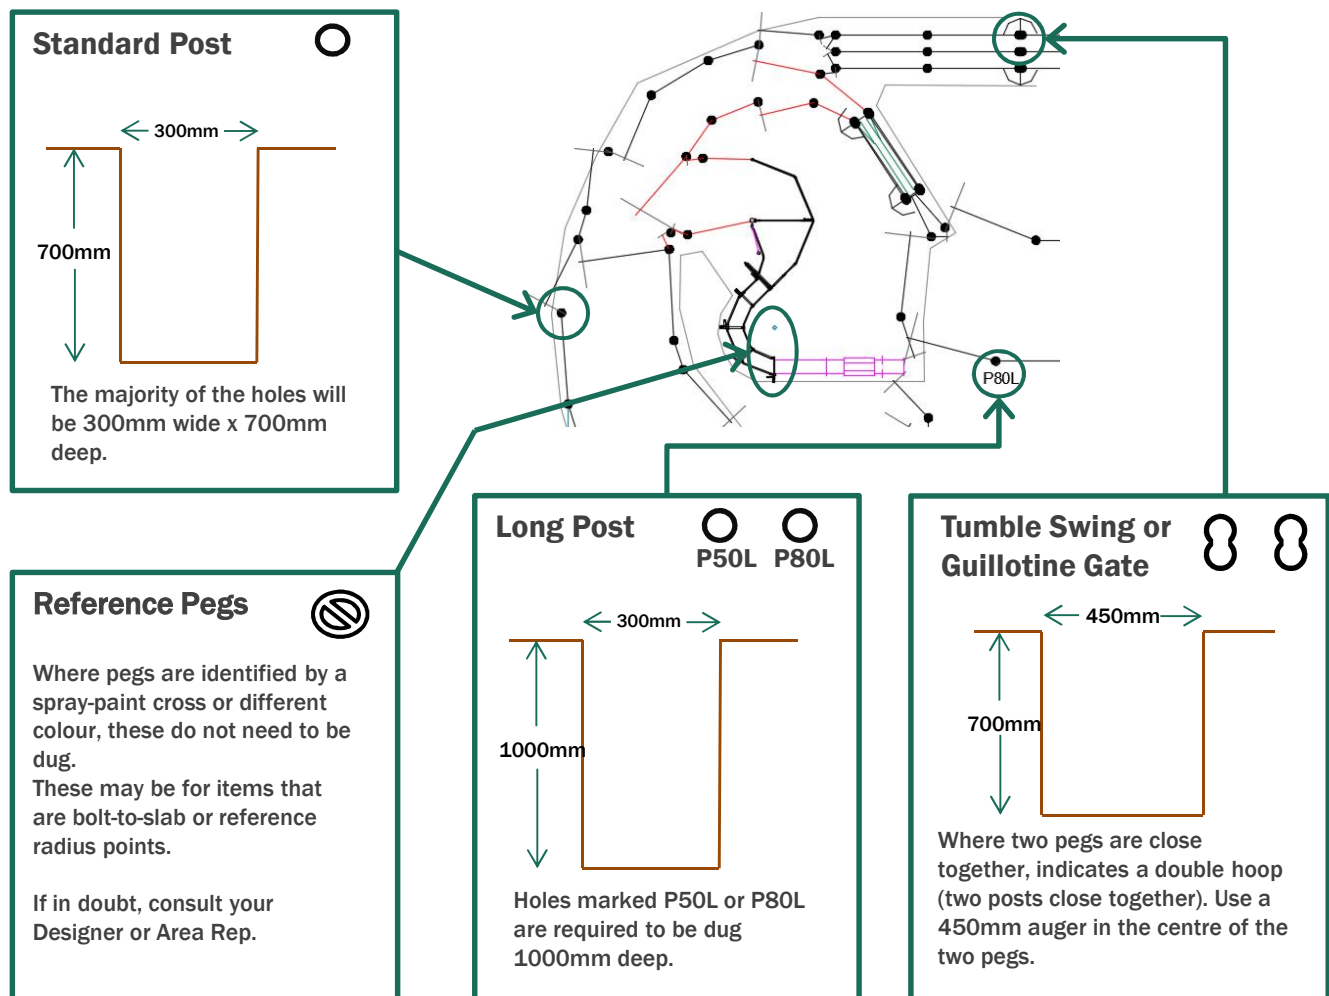 Standard Post
300mm
700mm
The majority of the holes will
be 300mm wide x 700mm
deep.
P80L
Reference Pegs
Where pegs are identified by a
spray-paint cross or different
colour, these do not need to be
dug.
These may be for items that
are bolt-to-slab or reference
radius points.
If in doubt, consult your
Designer or Area Rep.
Long Post
P50L P80L
300mm
1000mm
Holes marked P50L or P80L
are required to be dug
1000mm deep.
Tumble Swing or
Guillotine Gate
450mm
700mm
Where two pegs are close
together, indicates a double hoop
(two posts close together). Use a
450mm auger in the centre of the
two pegs.